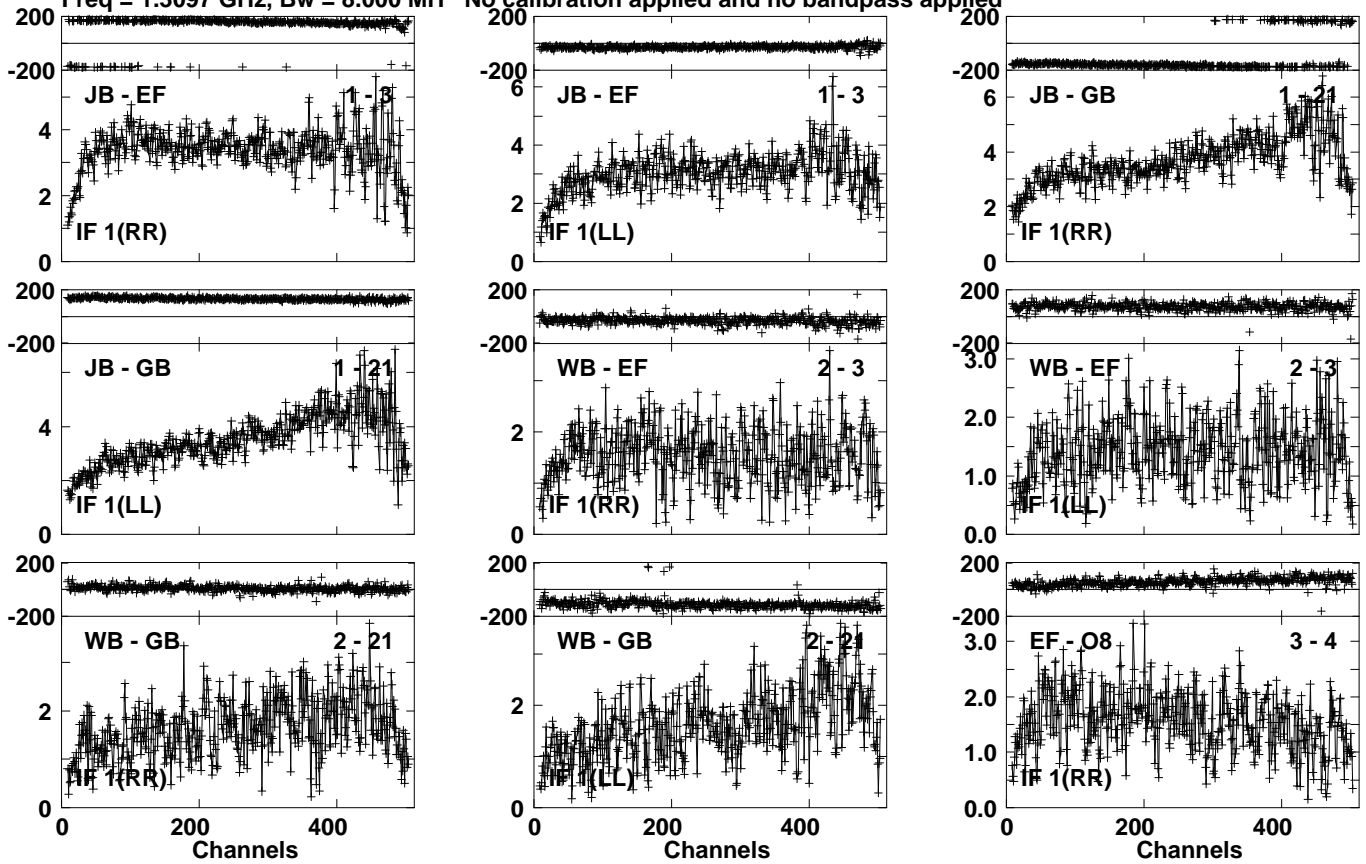 Freq = 1.3097 GHz, Bw = 8.000 MH No calibration applied and no bandpass applied
200 200 200
-200 -200 -200
JB - EF 1 - 3 JB - EF 1 - 3 JB - GB 1 - 21
6 6
4 4 4
2 2 2
IF 1(RR) IF 1(LL) IF 1(RR)
0 0 0
200 200 200
-200 -200 -200
JB - GB 1 - 21 WB - EF 2 - 3 WB - EF 2 - 3
3.0
4 2 2.0
1.0
IF 1(LL) IF 1(RR) IF 1(LL)
0 0 0.0
200 200 200
-200 -200 -200
WB - GB 2 - 21 WB - GB 2 - 21 EF - O8 3 - 4
3.0
2 2 2.0
1.0
IF 1(RR) IF 1(LL) IF 1(RR)
0 0 0.0
0 200 400 0 200 400 0 200 400
Channels Channels Channels